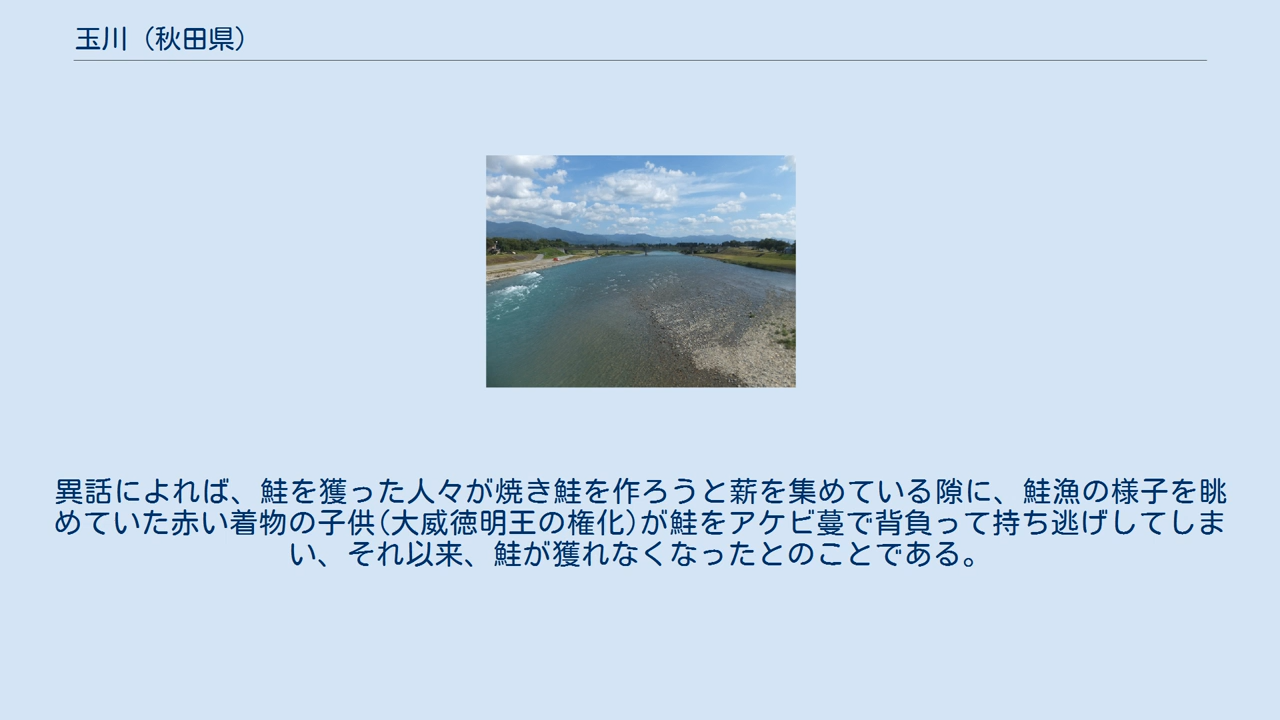 玉川（秋田県）
異話によれば、鮭を獲った人々が焼き鮭を作ろうと薪を集めている隙に、鮭漁の様子を眺
めていた赤い着物の子供(大威徳明王の権化)が鮭をアケビ蔓で背負って持ち逃げしてしま
い、それ以来、鮭が獲れなくなったとのことである。